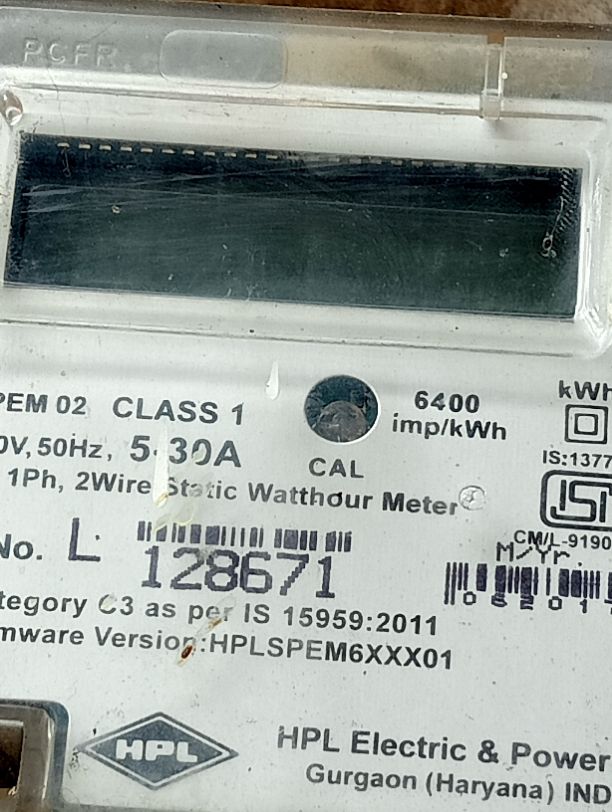 PCFR
PEM 02 CLASS 1
6400
imp/kWh
kWh
0V, 50Hz, 5-30A
CAL
IS:1377
1Ph, 2Wire Static Watthour Meter
ISI
CM/L-9190
No. L
128671
M/Yr.
tegory C3 as per IS 15959:2011
mware Version:HPLSPEM6XXX01
HPL
HPL Electric & Power
Gurgaon (Haryana) IND